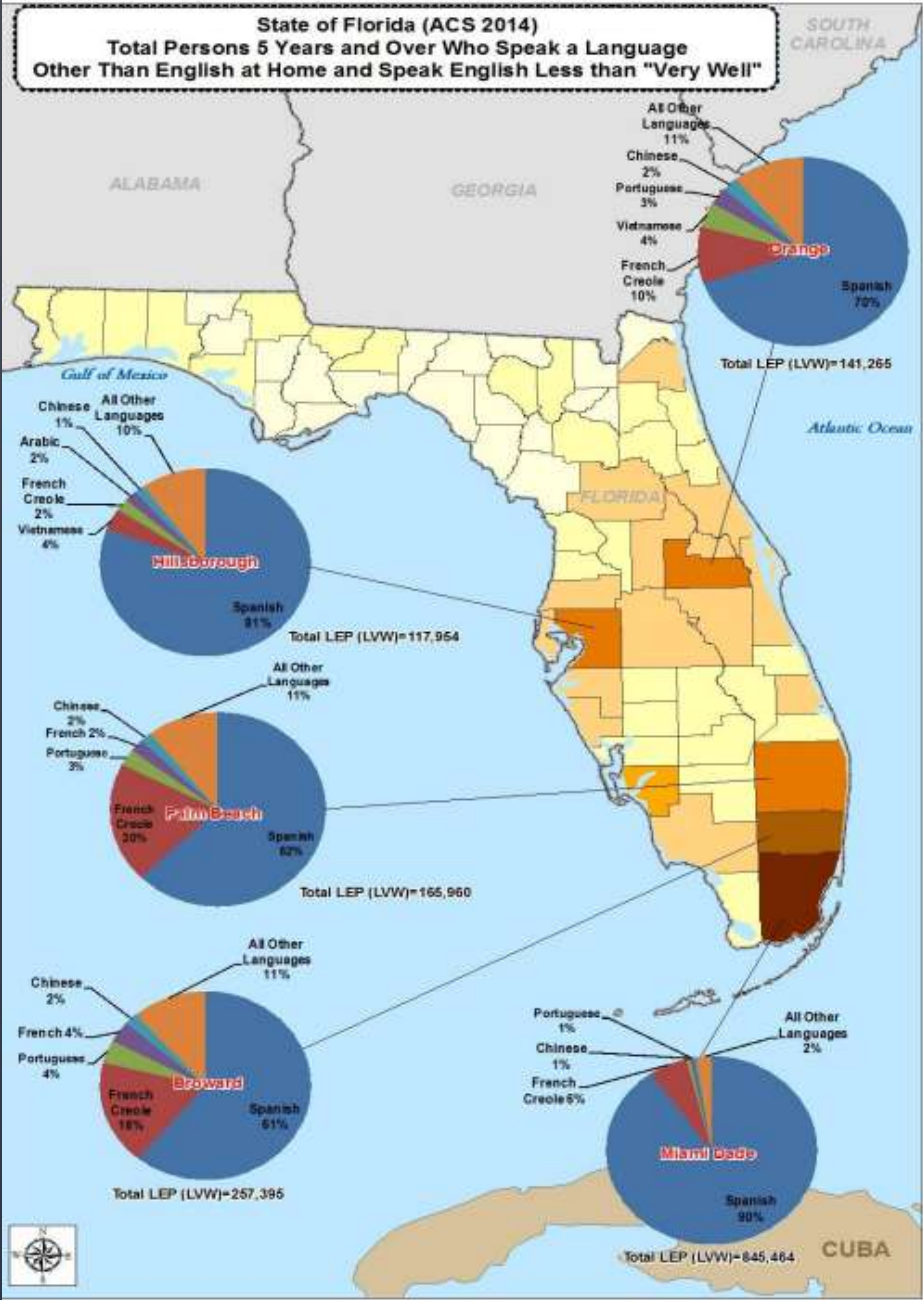 State of Florida (ACS 2014)
Total Persons 5 Years and Over Who Speak a Language
Other Than English at Home and Speak English Less than "Very Well"
SOUTH
CAROLINA
ALABAMA
GEORGIA
All Other
Languages
11%
Chinese
2%
Portuguese
3%
Vietnamese
4%
French
Creole
10%
Orange
Spanish
70%
Total LEP (LVW)=141,265
Gulf of Mexico
Atlantic Ocean
FLORIDA
Chinese
1%
All Other
Languages
10%
Arabic
2%
French
Creole
2%
Vietnamese
4%
Hillsborough
Spanish
81%
Total LEP (LVW)=117,954
All Other
Languages
11%
Chinese
2%
French 2%
Portuguese
3%
French
Creole
20%
Palm Beach
Spanish
62%
Total LEP (LVW)=165,960
All Other
Languages
11%
Chinese
2%
French 4%
Portuguese
4%
French
Creole
18%
Broward
Spanish
61%
Total LEP (LVW)=257,395
Portuguese
1%
Chinese
1%
French
Creole 6%
All Other
Languages
2%
Miami Dade
Spanish
90%
Total LEP (LVW)=845,464
CUBA
N
W
E
S